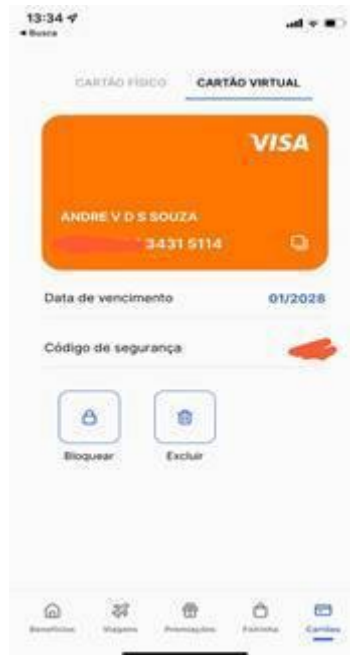 13:34
Busca
CARTÃO FÍSICO CARTÃO VIRTUAL
VISA
ANDRE V D S SOUZA
3431 5114
Data de vencimento 01/2028
Código de segurança
Bloquear Excluir
Benefícios Viagens Premiações Faturinha Cartões